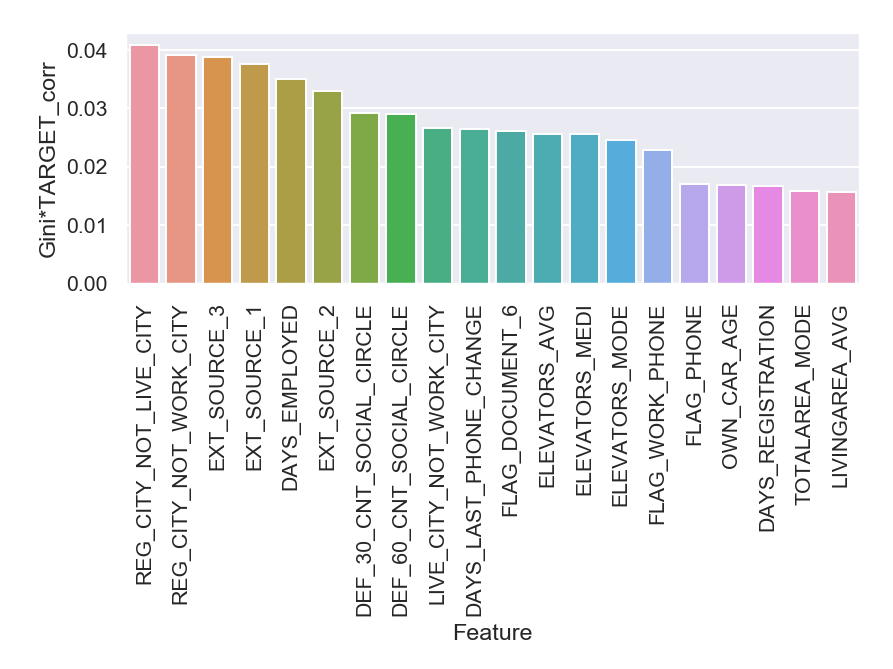 Gini*TARGET_corr
0.04
0.03
0.02
0.01
0.00
REG_CITY_NOT_LIVE_CITY
REG_CITY_NOT_WORK_CITY
EXT_SOURCE_3
EXT_SOURCE_1
DAYS_EMPLOYED
EXT_SOURCE_2
DEF_30_CNT_SOCIAL_CIRCLE
DEF_60_CNT_SOCIAL_CIRCLE
LIVE_CITY_NOT_WORK_CITY
DAYS_LAST_PHONE_CHANGE
FLAG_DOCUMENT_6
ELEVATORS_AVG
ELEVATORS_MEDI
ELEVATORS_MODE
FLAG_WORK_PHONE
FLAG_PHONE
OWN_CAR_AGE
DAYS_REGISTRATION
TOTALAREA_MODE
LIVINGAREA_AVG
Feature